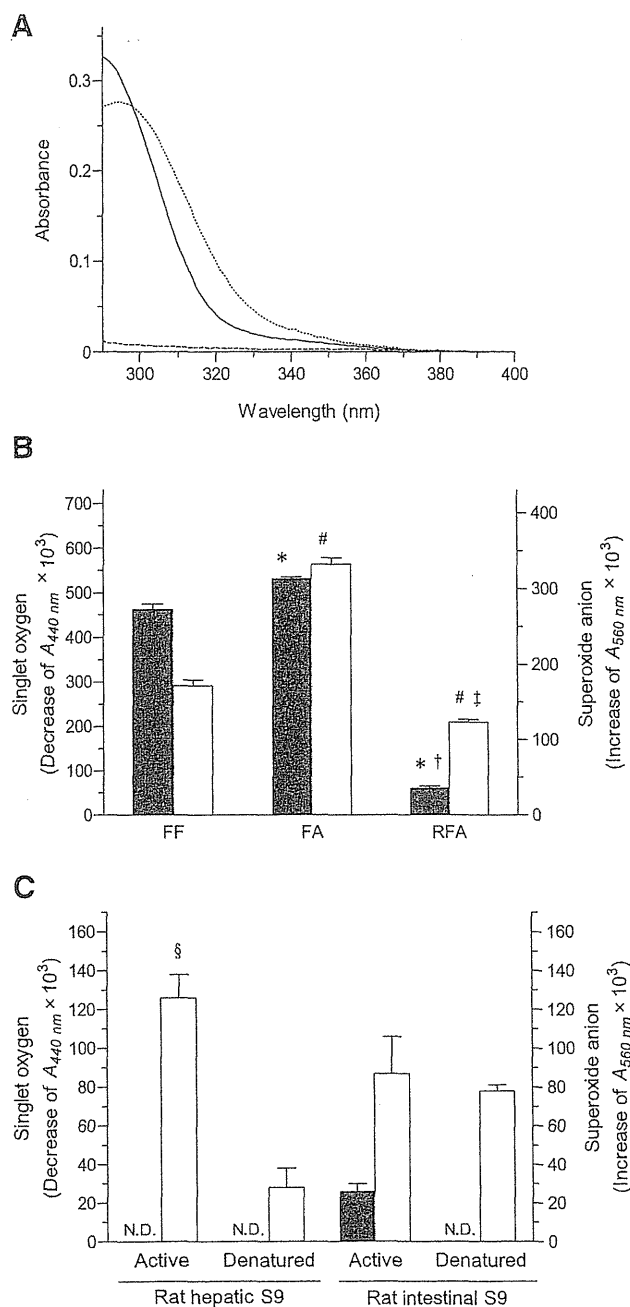 A
Absorbance
0.3
0.2
0.1
0
300 320 340 360 380 400
Wavelength (nm)
B
Singlet oxygen
(Decrease of A440 nm × 10³)
700
600
500
400
300
200
100
0
* #
* † # ‡
400
300
200
100
0
Superoxide anion
(Increase of A560 nm × 10³)
FF FA RFA
C
Singlet oxygen
(Decrease of A440 nm × 10³)
160
140
120
100
80
60
40
20
0
§
N.D. N.D. N.D.
160
140
120
100
80
60
40
20
0
Superoxide anion
(Increase of A560 nm × 10³)
Active Denatured Active Denatured
Rat hepatic S9 Rat intestinal S9